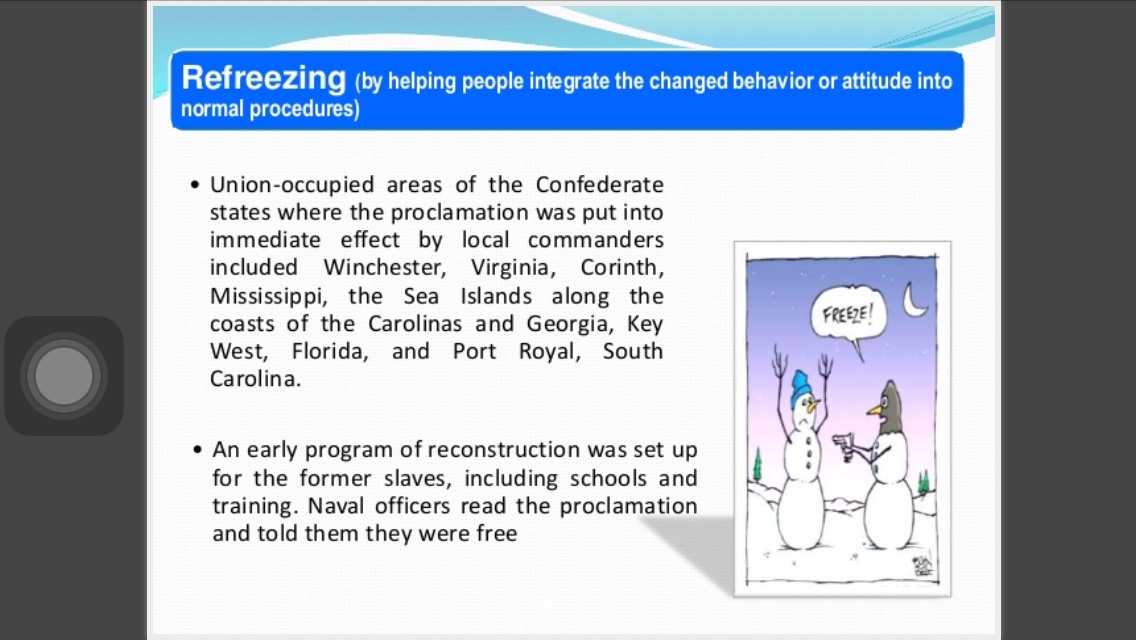 Refreezing (by helping people integrate the changed behavior or attitude into
normal procedures)
• Union-occupied areas of the Confederate
states where the proclamation was put into
immediate effect by local commanders
included Winchester, Virginia, Corinth,
Mississippi, the Sea Islands along the
coasts of the Carolinas and Georgia, Key
West, Florida, and Port Royal, South
Carolina.
• An early program of reconstruction was set up
for the former slaves, including schools and
training. Naval officers read the proclamation
and told them they were free
FREEZE!